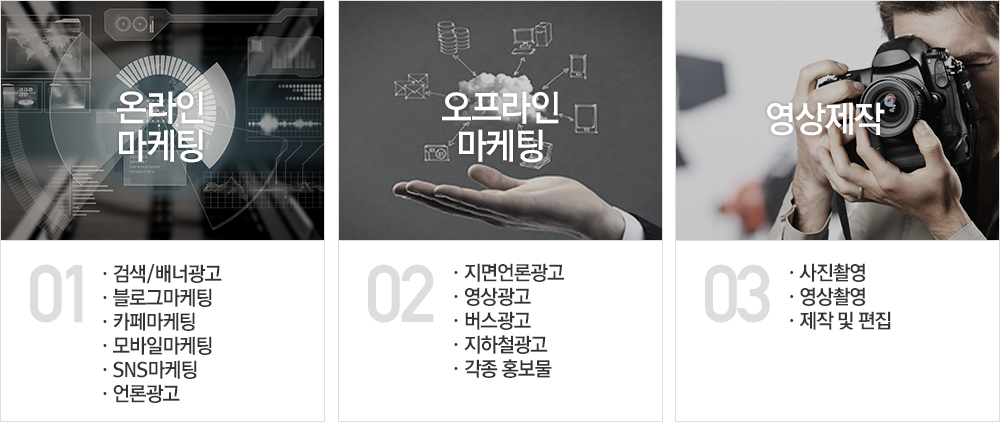 온라인
마케팅
01
· 검색/배너광고
· 블로그마케팅
· 카페마케팅
· 모바일마케팅
· SNS마케팅
· 언론광고
오프라인
마케팅
02
· 지면언론광고
· 영상광고
· 버스광고
· 지하철광고
· 각종 홍보물
영상제작
03
· 사진촬영
· 영상촬영
· 제작 및 편집